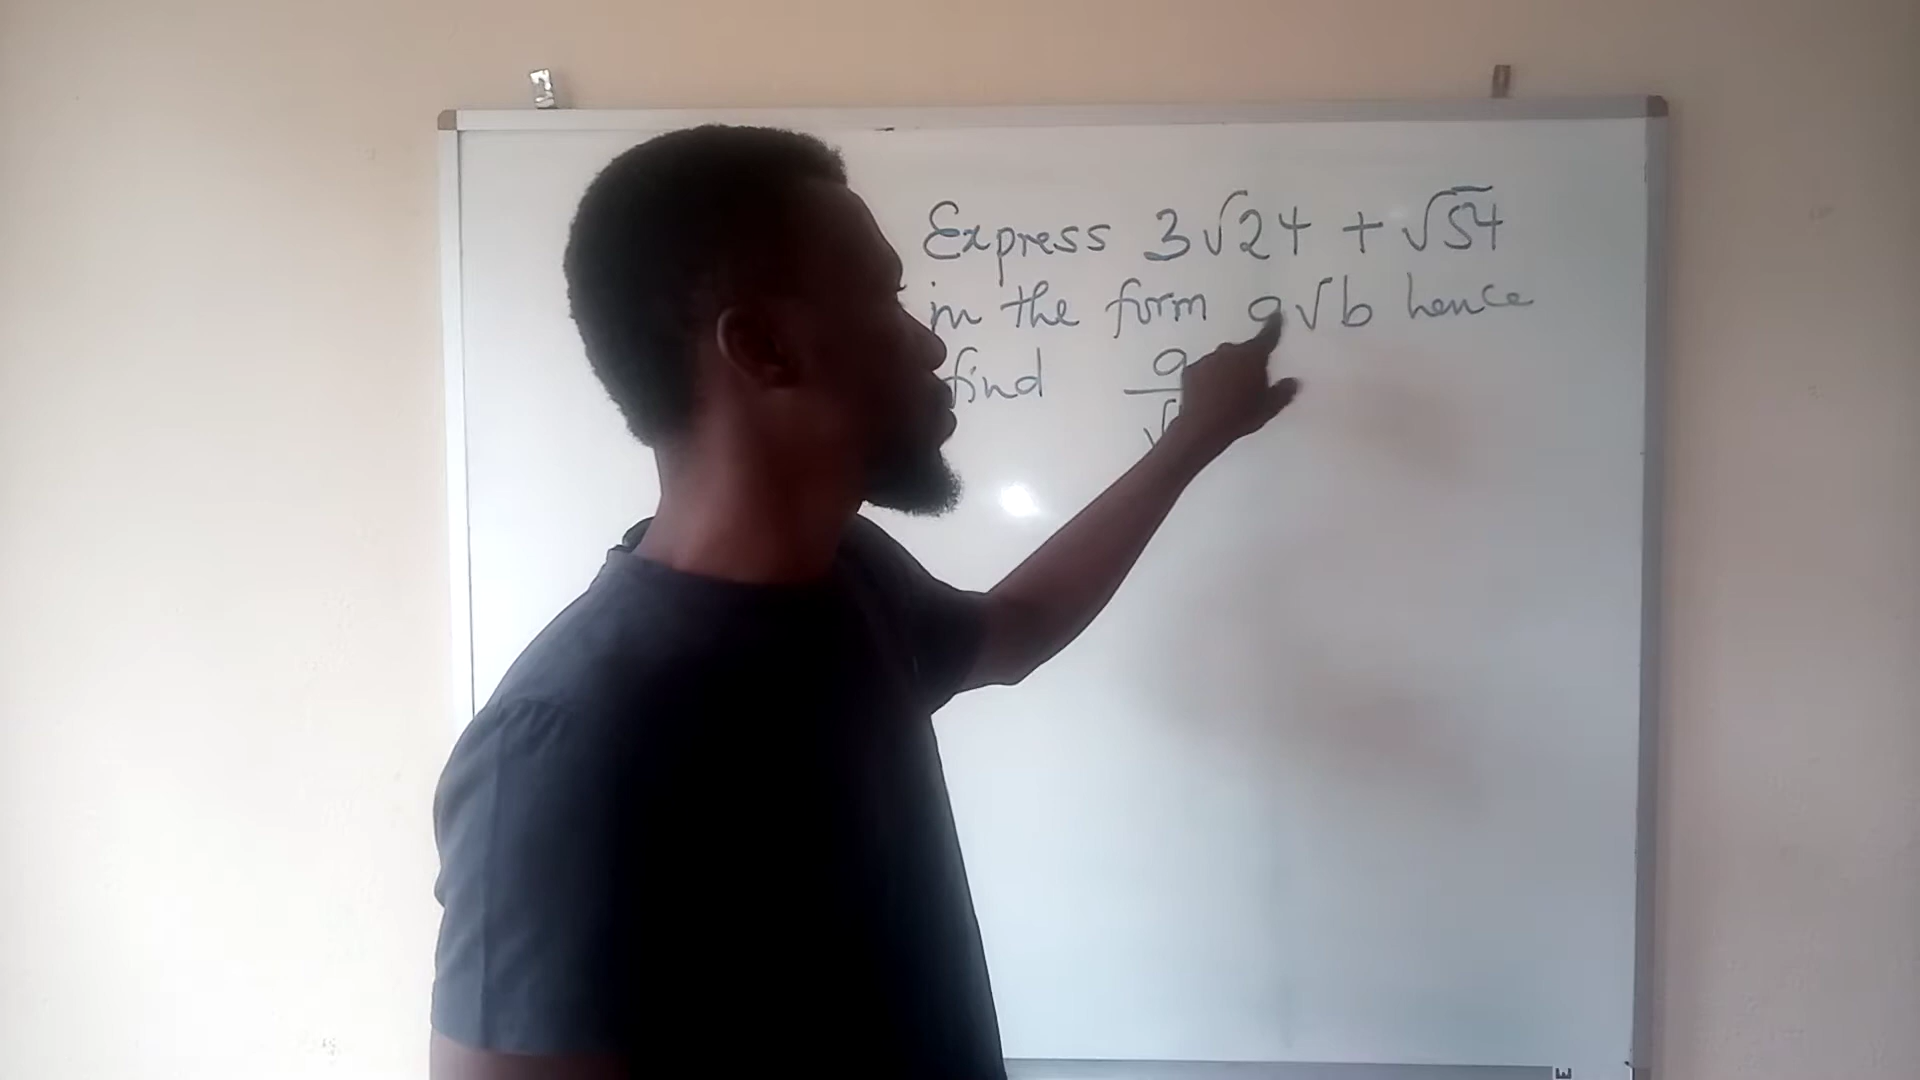 Express 3√24 + √54
in the form a√b hence
find a
√
E